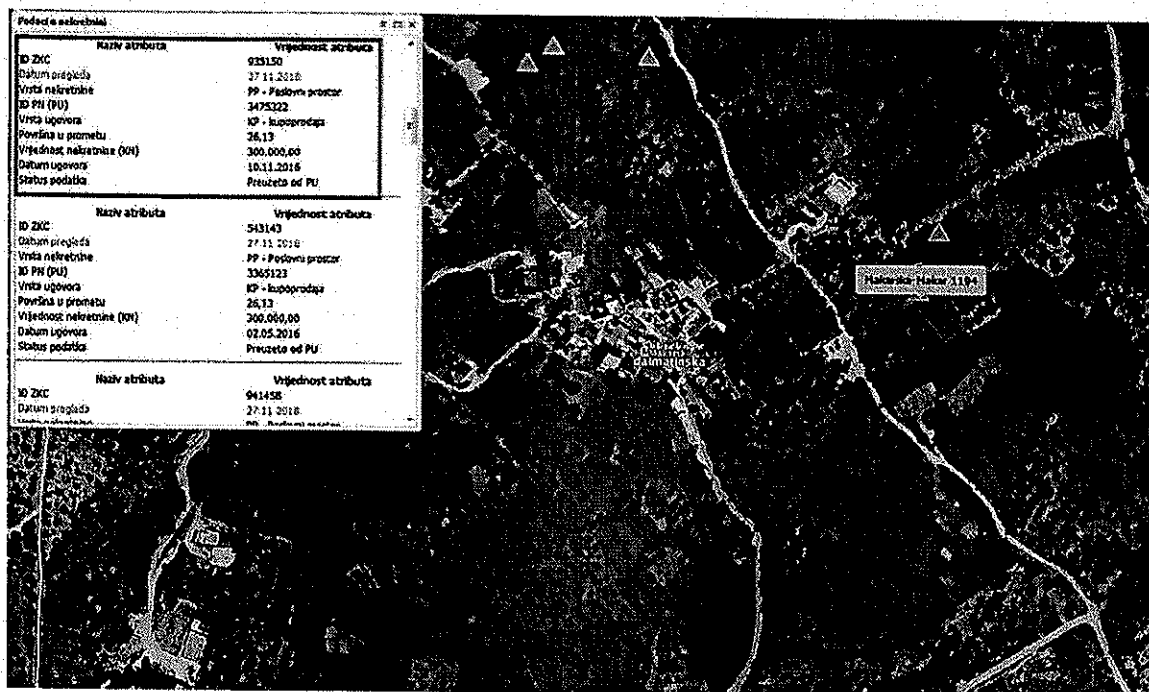 Podaci o nekretnini
Naziv atributa Vrijednost atributa
ID ZKC 935150
Datum pregleda 27.11.2018
Vrsta nekretnine PP - Poslovni prostor
ID PN (PU) 3475222
Vrsta ugovora KP - kupoprodaja
Površina u prometu 26,13
Vrijednost nekretnine (KN) 300.000,00
Datum ugovora 10.11.2016
Status podatka Preuzeto od PU
Naziv atributa Vrijednost atributa
ID ZKC 543143
Datum pregleda 27.11.2018
Vrsta nekretnine PP - Poslovni prostor
ID PN (PU) 3365123
Vrsta ugovora KP - kupoprodaja
Površina u prometu 26,13
Vrijednost nekretnine (KN) 300.000,00
Datum ugovora 02.05.2016
Status podatka Preuzeto od PU
Naziv atributa Vrijednost atributa
ID ZKC 941458
Datum pregleda 27.11.2018
Makarska, Makar 1194
Dalmatinska